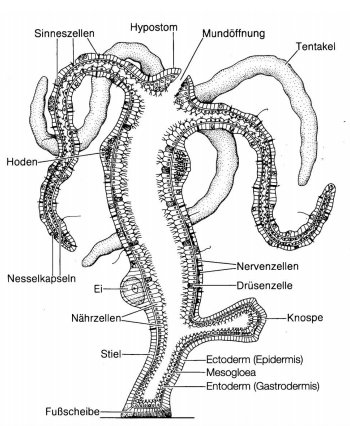 Hypostom
Sinneszellen
Mundöffnung
Tentakel
Hoden
Nesselkapseln
Nervenzellen
Ei
Drüsenzelle
Nährzellen
Knospe
Stiel
Ectoderm (Epidermis)
Mesogloea
Entoderm (Gastrodermis)
Fußscheibe